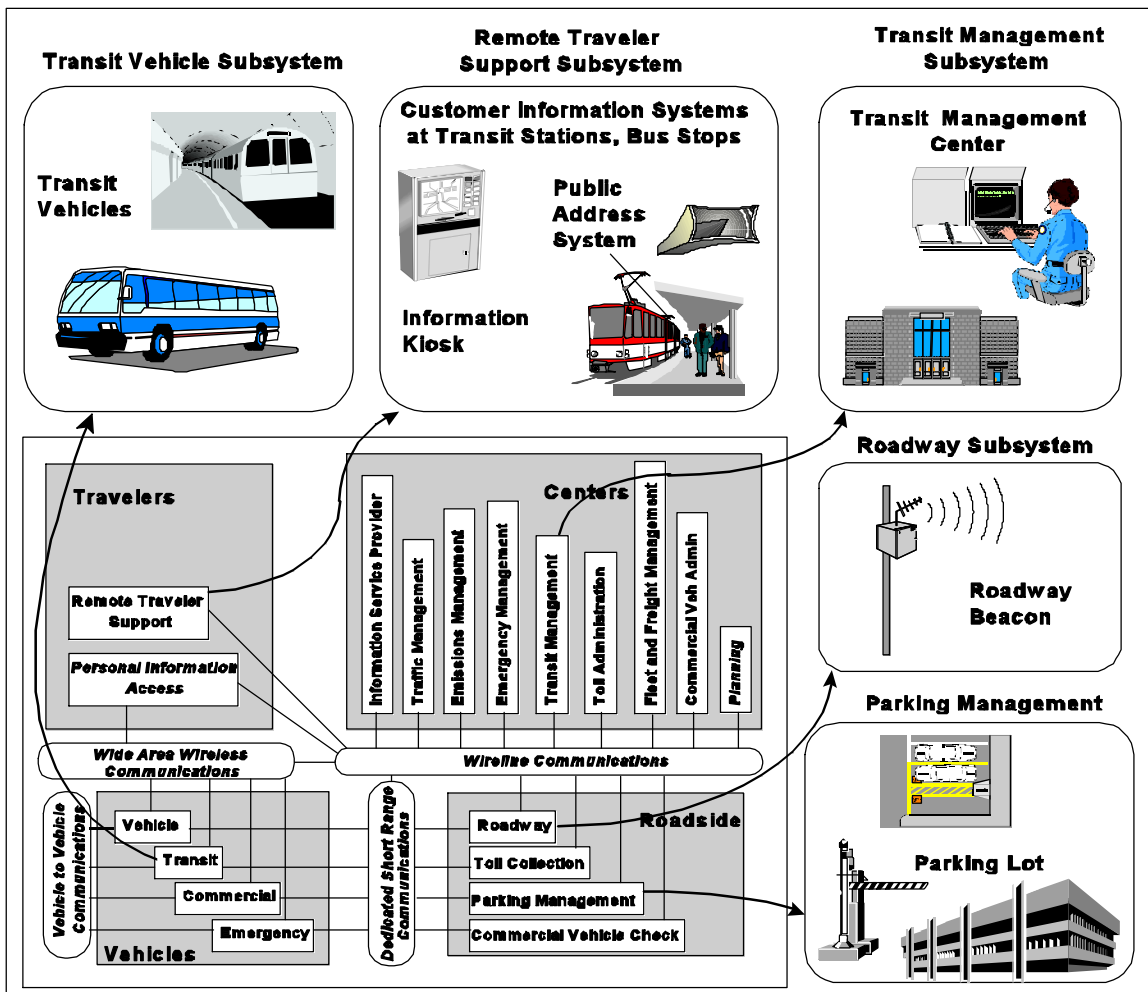 Transit Vehicle Subsystem
Remote Traveler
Support Subsystem
Transit Management
Subsystem
Transit
Vehicles
Customer Information Systems
at Transit Stations, Bus Stops
Public
Address
System
Information
Kiosk
Transit Management
Center
Roadway Subsystem
Roadway
Beacon
Parking Management
Parking Lot
Travelers
Remote Traveler
Support
Personal Information
Access
Centers
Information Service Provider
Traffic Management
Emissions Management
Emergency Management
Transit Management
Toll Administration
Fleet and Freight Management
Commercial Veh Admin
Planning
Wide Area Wireless
Communications
Wireline Communications
Vehicle to Vehicle
Communications
Vehicle
Transit
Commercial
Emergency
Vehicles
Dedicated Short Range
Communications
Roadside
Roadway
Toll Collection
Parking Management
Commercial Vehicle Check